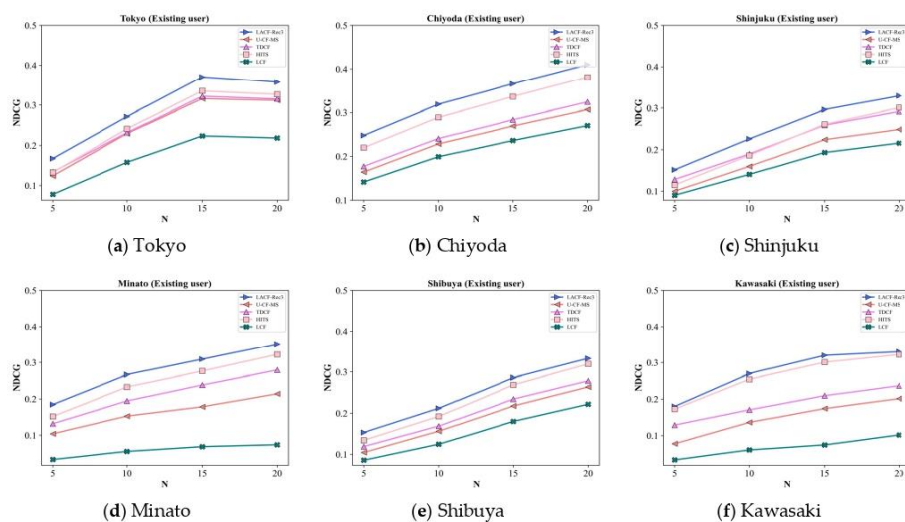 Tokyo (Existing user)
NDCG
0.5
0.4
0.3
0.2
0.1
5
10
15
20
N
LACF-Rec3
U-CF-MS
TDCF
HITS
LCF
(a) Tokyo
Chiyoda (Existing user)
NDCG
0.5
0.4
0.3
0.2
0.1
5
10
15
20
N
LACF-Rec3
U-CF-MS
TDCF
HITS
LCF
(b) Chiyoda
Shinjuku (Existing user)
NDCG
0.5
0.4
0.3
0.2
0.1
5
10
15
23
N
LACF-Rec3
U-CF-MS
TDCF
HITS
LCF
(c) Shinjuku
Minato (Existing user)
NDCG
0.5
0.4
0.3
0.2
0.1
5
10
15
20
N
LACF-Rec3
U-CF-MS
TDCF
HITS
LCF
(d) Minato
Shibuya (Existing user)
NDCG
0.5
0.4
0.3
0.2
0.1
5
10
15
20
N
LACF-Rec3
U-CF-MS
TDCF
HITS
LCF
(e) Shibuya
Kawasaki (Existing user)
NDCG
0.5
0.4
0.3
0.2
0.1
5
10
15
20
N
LACF-Rec3
U-CF-MS
TDCF
HITS
LCF
(f) Kawasaki